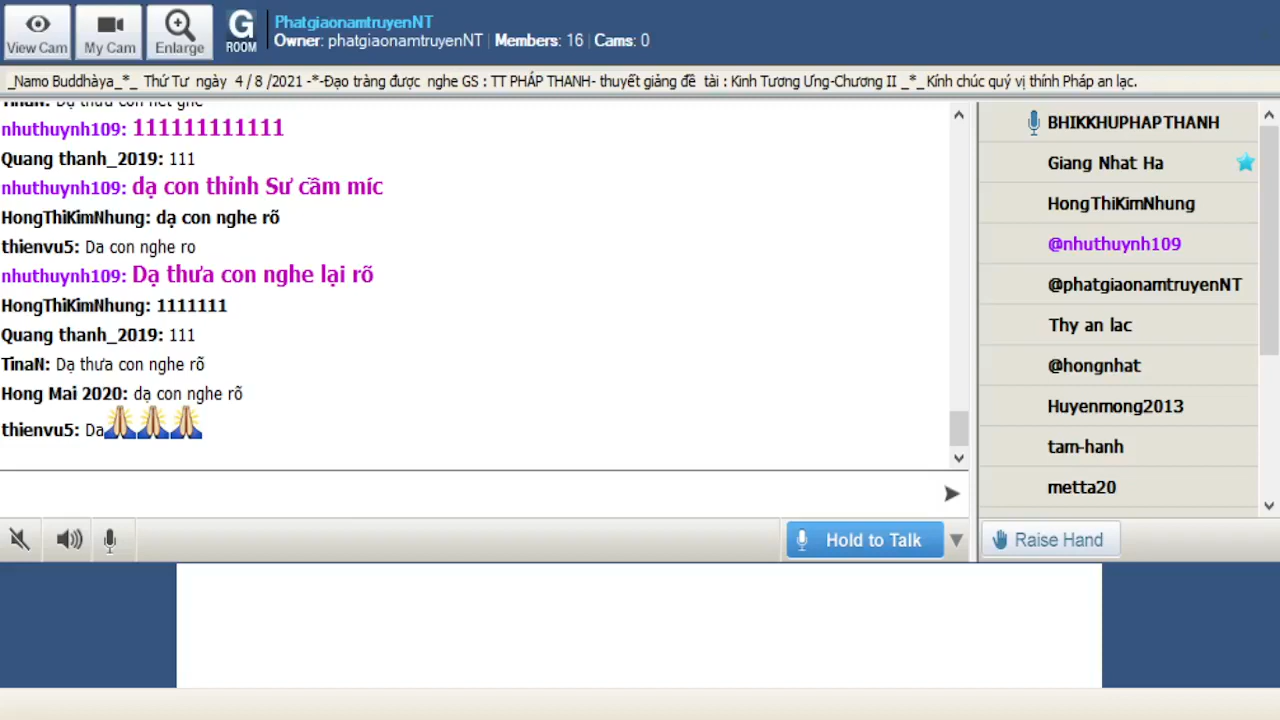 View Cam
My Cam
Enlarge
G
ROOM
PhatgiaonamtruyenNT
Owner: phatgiaonamtruyenNT | Members: 16 | Cams: 0
_Namo Buddhàya_*_ Thứ Tư ngày 4 / 8 /2021 -*-Đạo tràng được nghe GS : TT PHÁP THANH- thuyết giảng đề tài : Kinh Tương Ưng-Chương II _*_ Kính chúc quý vị thính Pháp an lạc.
nhuthuynh109: 111111111111
Quang thanh_2019: 111
nhuthuynh109: dạ con thỉnh Sư cầm míc
HongThiKimNhung: dạ con nghe rõ
thienvu5: Da con nghe ro
nhuthuynh109: Dạ thưa con nghe lại rõ
HongThiKimNhung: 1111111
Quang thanh_2019: 111
TinaN: Dạ thưa con nghe rõ
Hong Mai 2020: dạ con nghe rõ
thienvu5: Da
BHIKKHUPHAPTHANH
Giang Nhat Ha
HongThiKimNhung
@nhuthuynh109
@phatgiaonamtruyenNT
Thy an lac
@hongnhat
Huyenmong2013
tam-hanh
metta20
Hold to Talk
Raise Hand